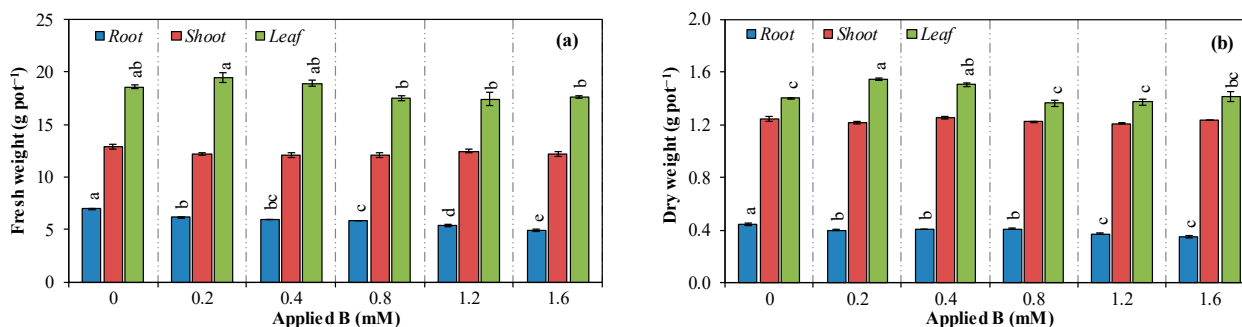 25
20
15
10
5
0
Fresh weight (g pot⁻¹)
Root Shoot Leaf
(a)
a
ab
b
a
bc
ab
c
b
d
b
e
b
0 0.2 0.4 0.8 1.2 1.6
Applied B (mM)
2.0
1.6
1.2
0.8
0.4
0.0
Dry weight (g pot⁻¹)
Root Shoot Leaf
(b)
a
c
b
a
b
ab
b
c
c
c
c
bc
0 0.2 0.4 0.8 1.2 1.6
Applied B (mM)